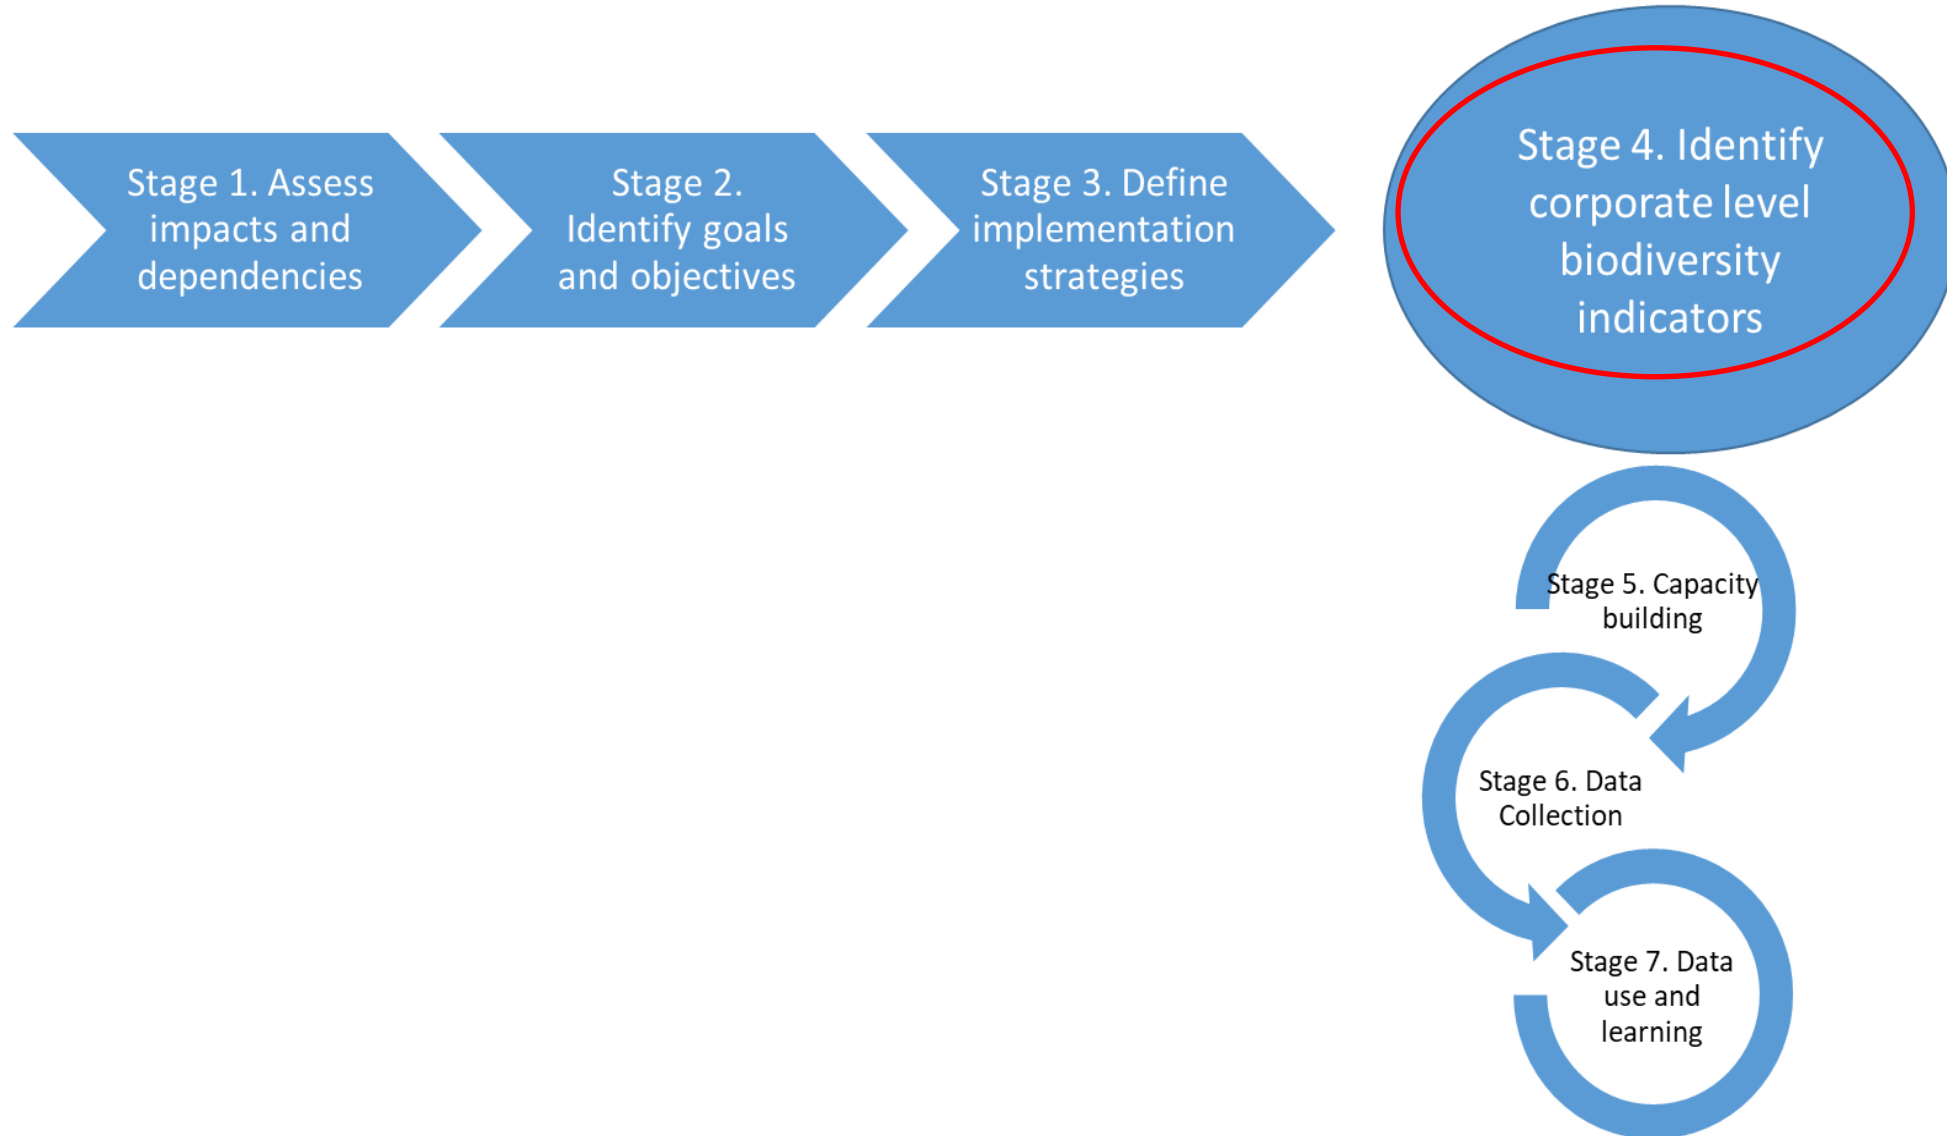 Stage 1. Assess
impacts and
dependencies
Stage 2.
Identify goals
and objectives
Stage 3. Define
implementation
strategies
Stage 4. Identify
corporate level
biodiversity
indicators
Stage 5. Capacity
building
Stage 6. Data
Collection
Stage 7. Data
use and
learning